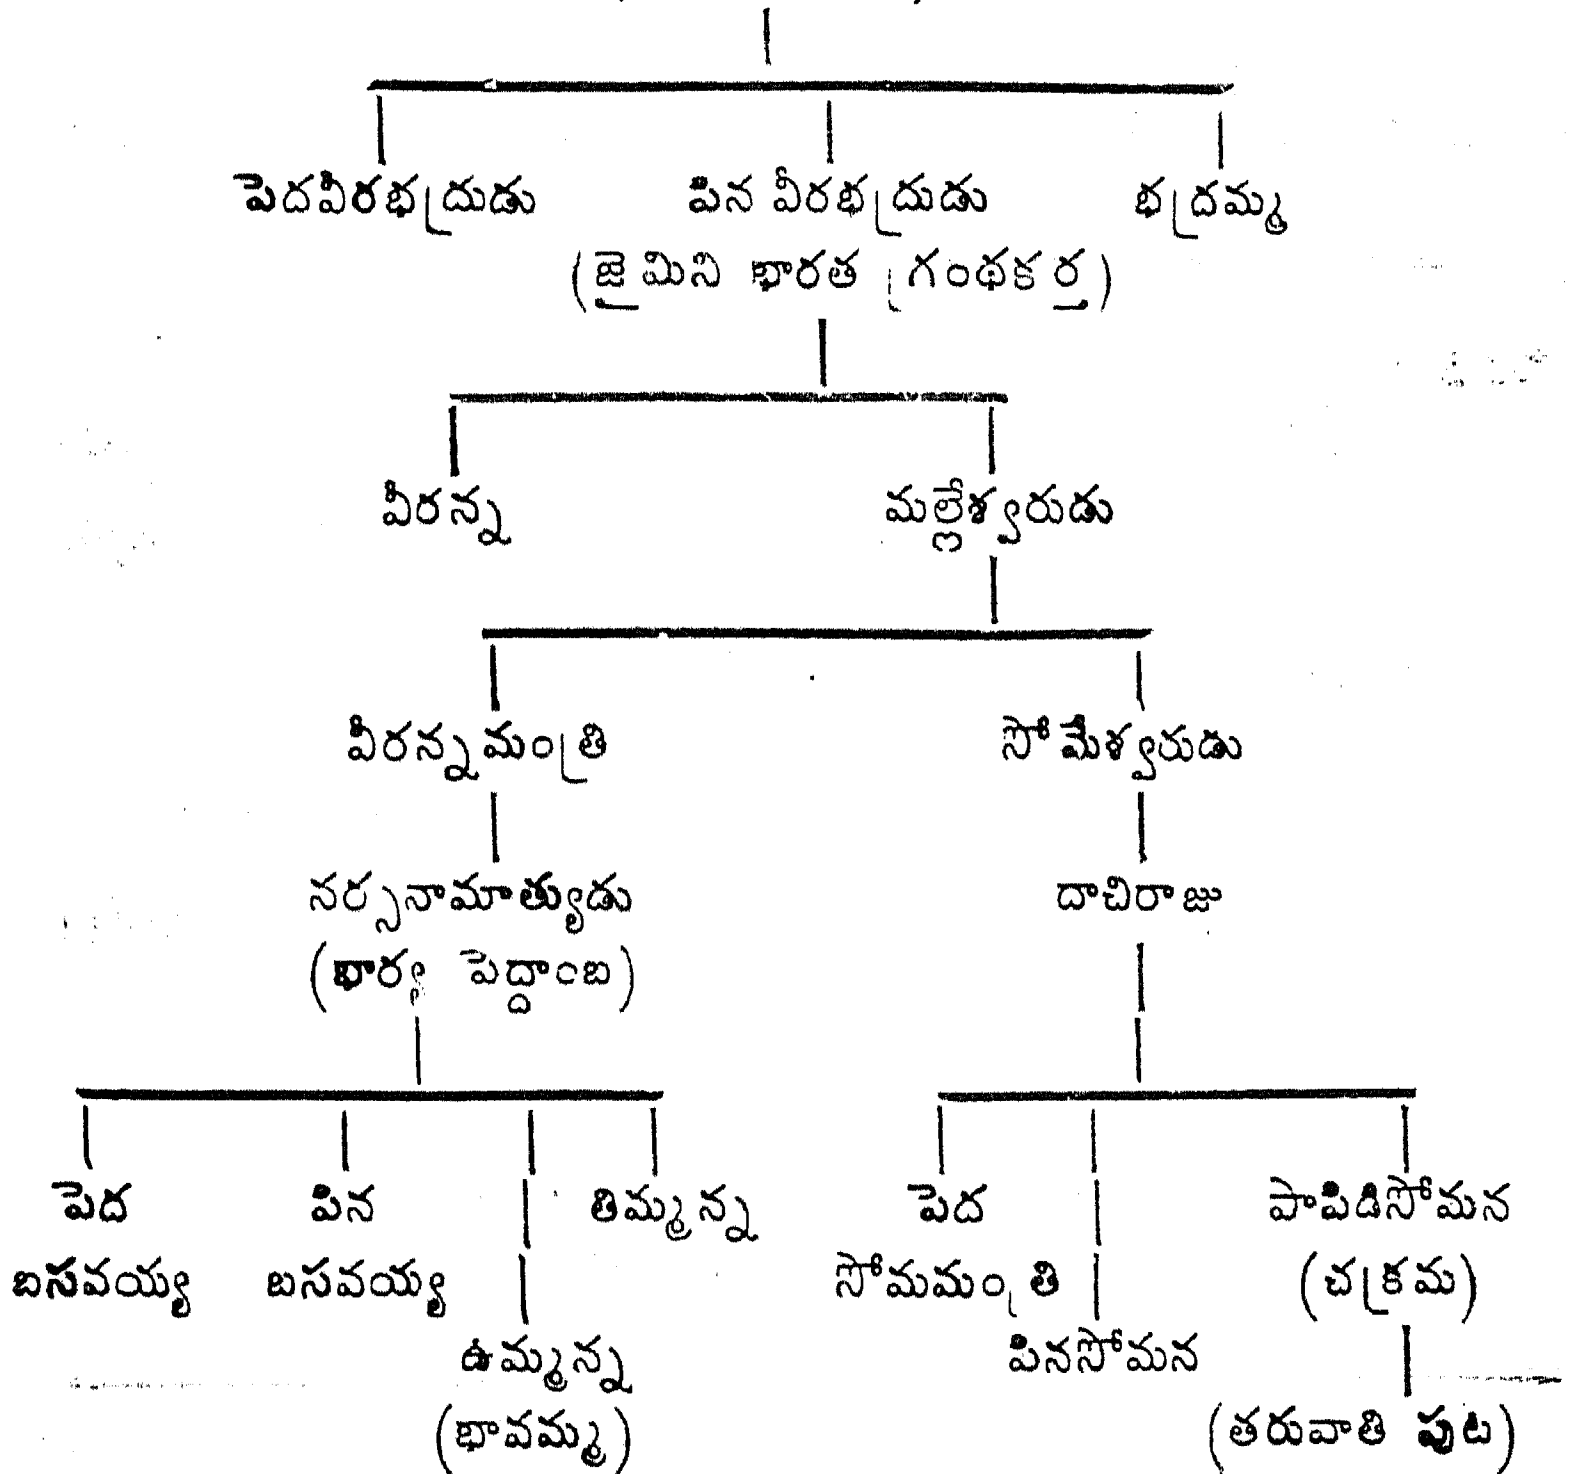 పెదవీరభద్రుడు పిన వీరభద్రుడు భద్రమ్మ
(జైమిని భారత గ్రంథకర్త)
వీరన్న మల్లేశ్వరుడు
వీరన్నమంత్రి సోమేశ్వరుడు
నర్సనామాత్యుడు దాచిరాజు
(భార్య పెద్దాంబ)
పెద పిన తిమ్మన్న పెద పాపిడిసోమన
బసవయ్య బసవయ్య సోమమంత్రి (చక్రమ)
ఉమ్మన్న పినసోమన
(భావమ్మ) (తరువాతి పుట)